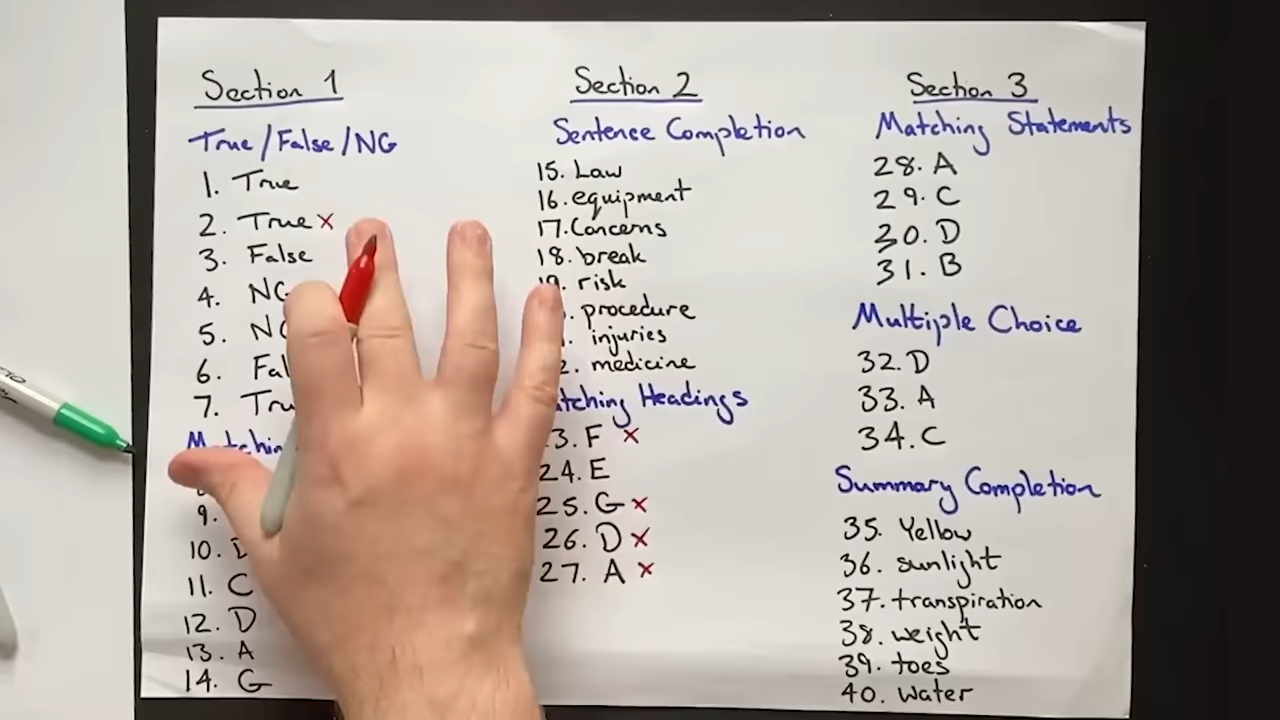 Section 1
True/False/NG
1. True
2. True x
3. False
4. NG
5.
6.
7.
9.
10.
11. C
12. D
13. A
14. G
Section 2
Sentence Completion
15. Law
16. equipment
17. Concerns
18. break
19. risk
procedure
injuries
medicine
Headings
23. F x
24. E
25. G x
26. D x
27. A x
Section 3
Matching Statements
28. A
29. C
30. D
31. B
Multiple Choice
32. D
33. A
34. C
Summary Completion
35. Yellow
36. sunlight
37. transpiration
38. weight
39. toes
40. water